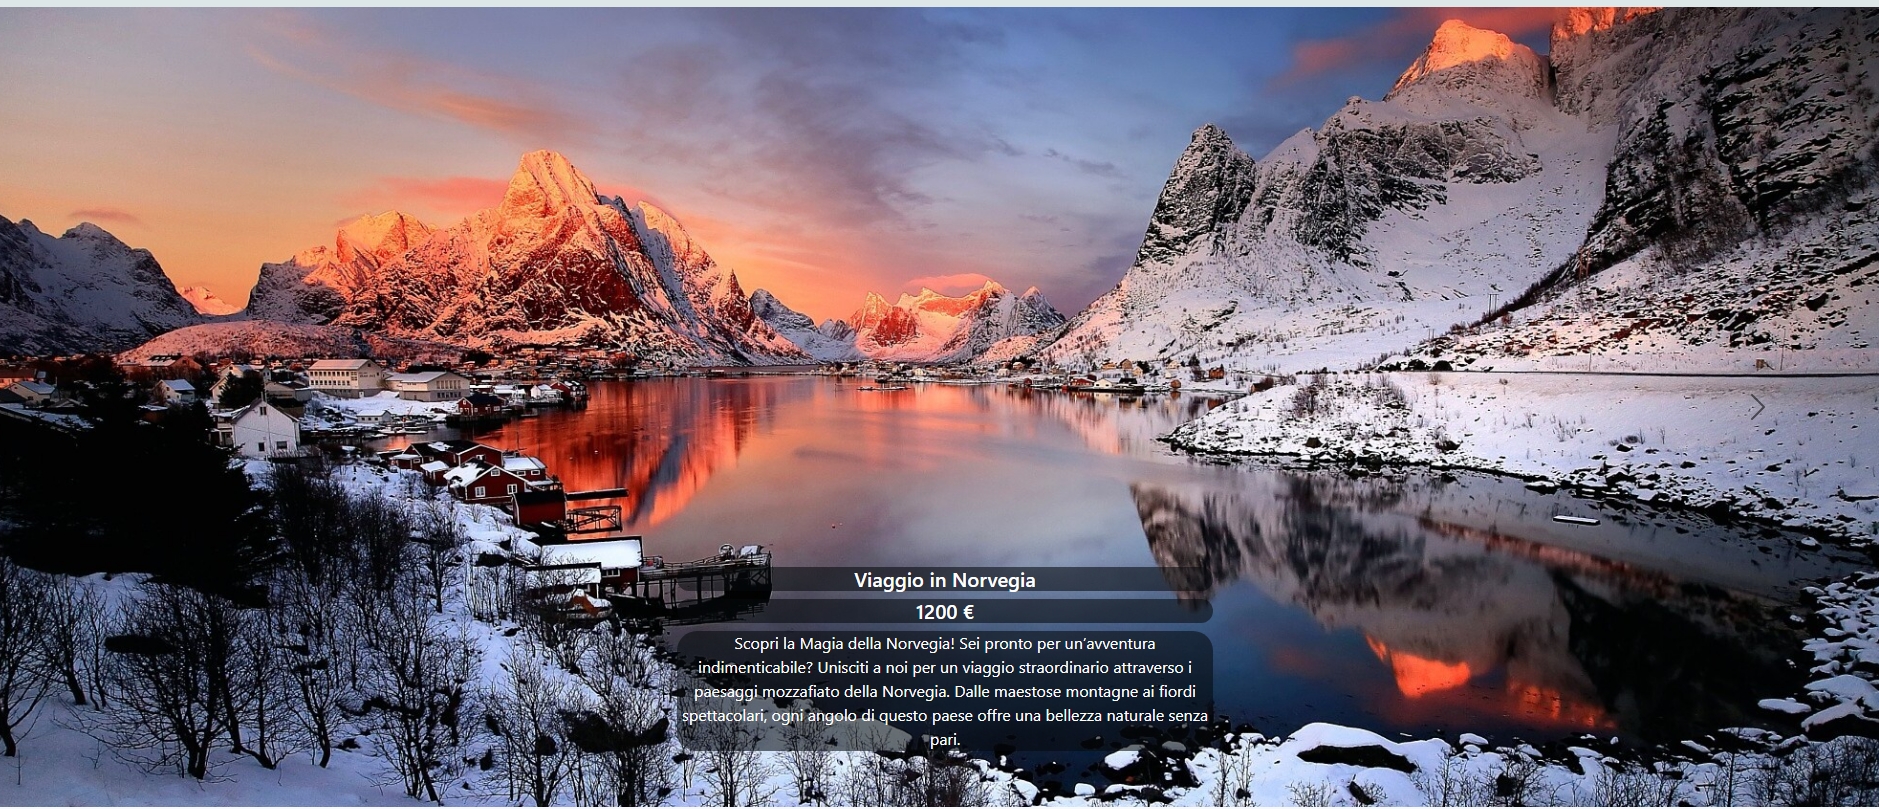 Viaggio in Norvegia
1200 €
Scopri la Magia della Norvegia! Sei pronto per un'avventura
indimenticabile? Unisciti a noi per un viaggio straordinario attraverso i
paesaggi mozzafiato della Norvegia. Dalle maestose montagne ai fiordi
spettacolari, ogni angolo di questo paese offre una bellezza naturale senza
pari.